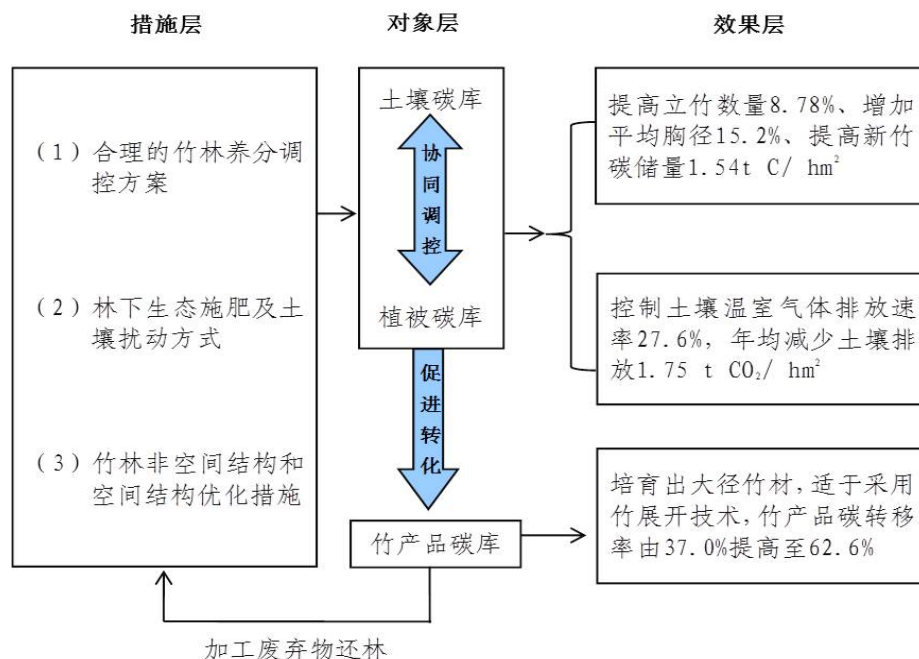 措施层
对象层
效果层
（1）合理的竹林养分调
控方案
（2）林下生态施肥及土
壤扰动方式
（3）竹林非空间结构和
空间结构优化措施
土壤碳库
协同调控
植被碳库
促进转化
竹产品碳库
提高立竹数量8.78%、增加
平均胸径15.2%、提高新竹
碳储量1.54t C/ hm²
控制土壤温室气体排放速
率27.6%，年均减少土壤排
放1.75 t CO₂/ hm²
培育出大径竹材，适于采用
竹展开技术，竹产品碳转移
率由37.0%提高至62.6%
加工废弃物还林